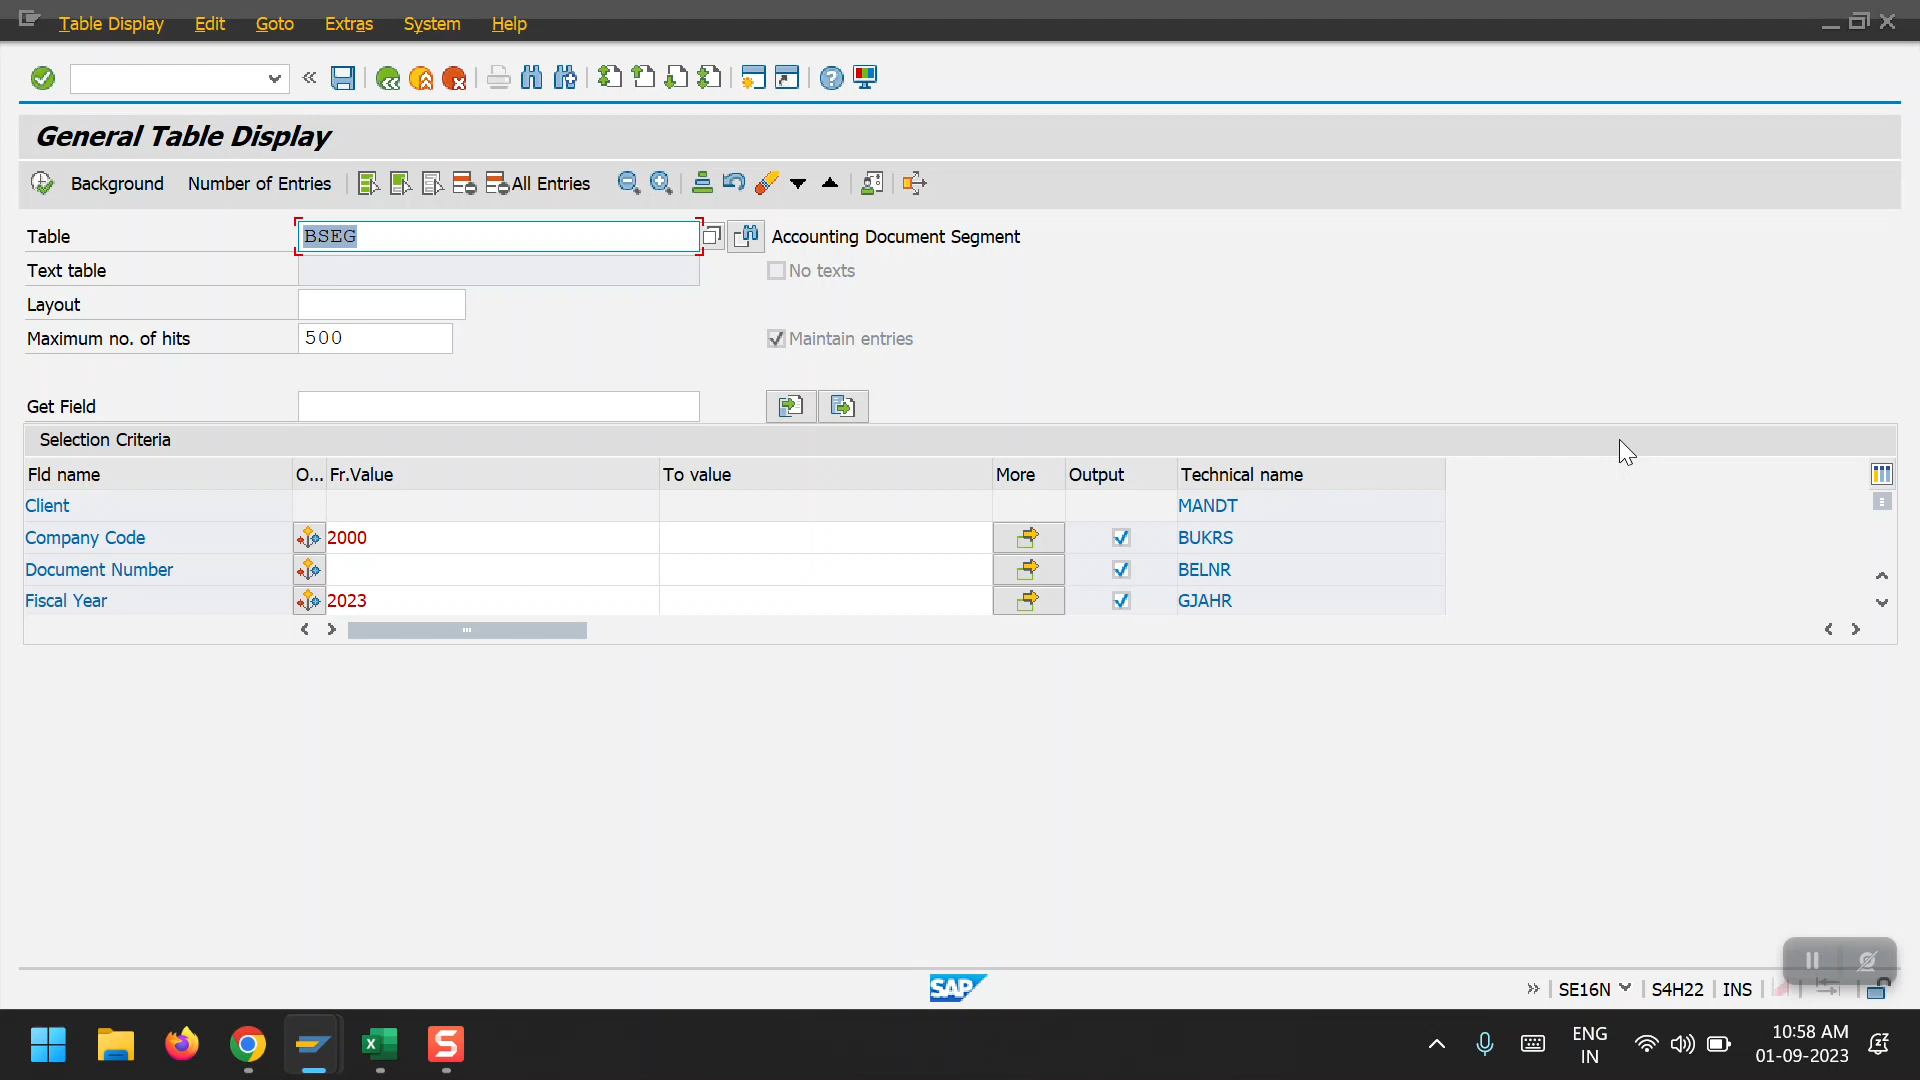 Table Display Edit Goto Extras System Help
General Table Display
Background Number of Entries All Entries
Table BSEG Accounting Document Segment
Text table No texts
Layout
Maximum no. of hits 500 Maintain entries
Get Field
Selection Criteria
Fld name O... Fr.Value To value More Output Technical name
Client MANDT
Company Code 2000 BUKRS
Document Number BELNR
Fiscal Year 2023 GJAHR
SAP SE16N S4H22 INS
ENG 10:58 AM
IN 01-09-2023